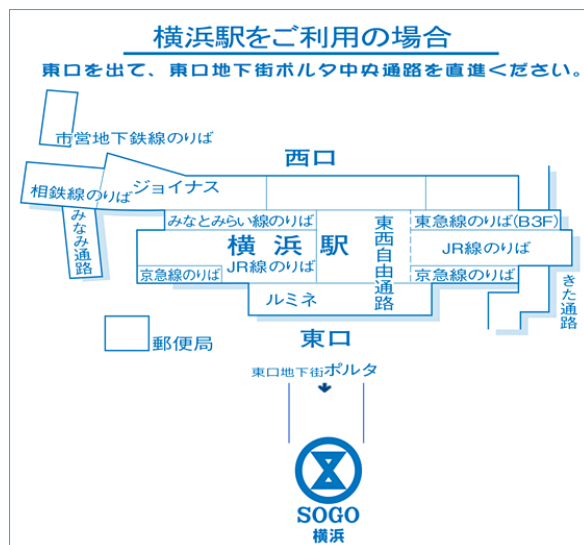 横浜駅をご利用の場合
東口を出て、東口地下街ポルタ中央通路を直進ください。
市営地下鉄線のりば
西口
相鉄線のりば
ジョイナス
みなみ通路
みなとみらい線のりば
東急線のりば(B3F)
横浜駅
東西自由通路
JR線のりば
JR線のりば
京急線のりば
京急線のりば
きた通路
ルミネ
東口
郵便局
東口地下街ポルタ
SOGO
横浜